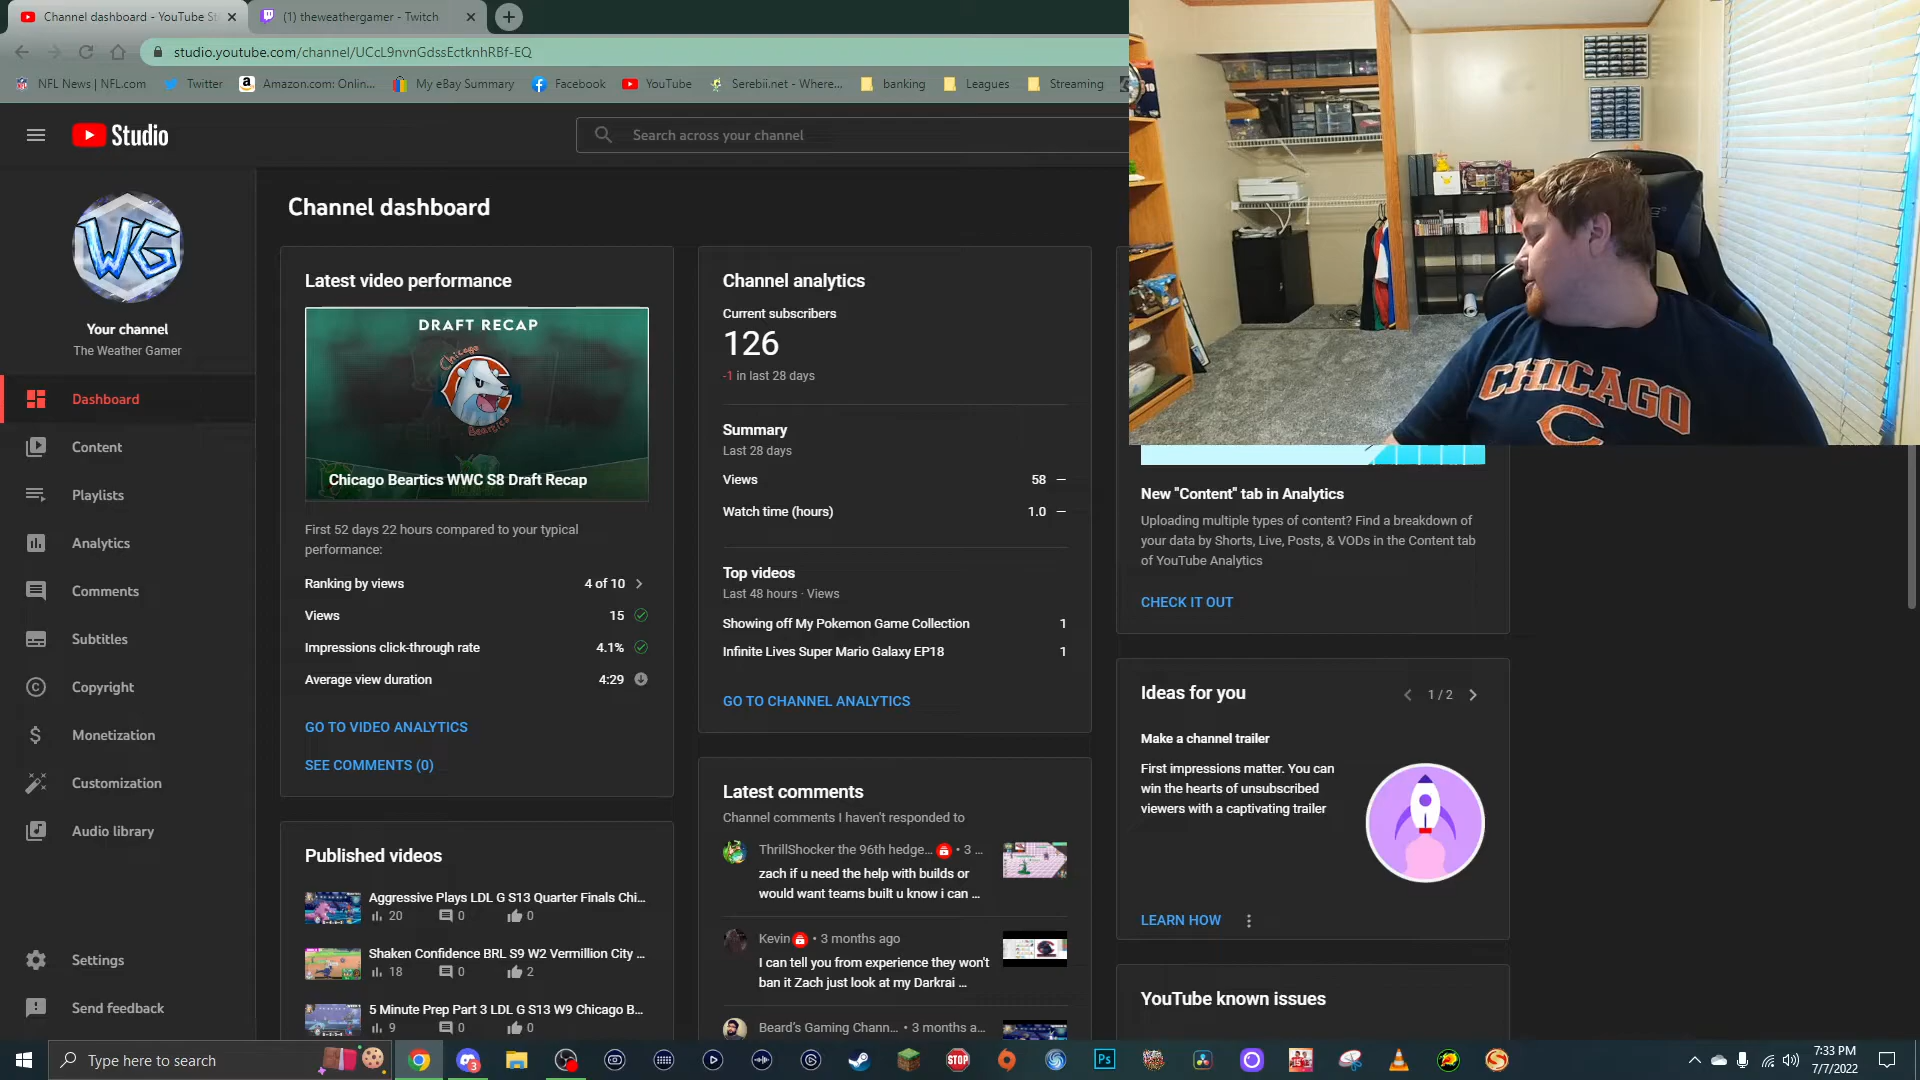 Channel dashboard - YouTube St
(1) theweathergamer - Twitch
studio.youtube.com/channel/UCcL9nvnGdssEctknhRBf-EQ
NFL News | NFL.com
Twitter
Amazon.com: Onlin...
My eBay Summary
Facebook
YouTube
Serebii.net - Where...
banking
Leagues
Streaming
Studio
Search across your channel
WG
Your channel
The Weather Gamer
Dashboard
Content
Playlists
Analytics
Comments
Subtitles
Copyright
Monetization
Customization
Audio library
Settings
Send feedback
Channel dashboard
Latest video performance
DRAFT RECAP
Chicago
Beartics
Chicago Beartics WWC S8 Draft Recap
First 52 days 22 hours compared to your typical
performance:
Ranking by views 4 of 10
Views 15
Impressions click-through rate 4.1%
Average view duration 4:29
GO TO VIDEO ANALYTICS
SEE COMMENTS (0)
Published videos
Aggressive Plays LDL G S13 Quarter Finals Chi...
20 0 0
Shaken Confidence BRL S9 W2 Vermillion City ...
18 0 2
5 Minute Prep Part 3 LDL G S13 W9 Chicago B...
9 0 0
Channel analytics
Current subscribers
126
-1 in last 28 days
Summary
Last 28 days
Views 58 —
Watch time (hours) 1.0 —
Top videos
Last 48 hours · Views
Showing off My Pokemon Game Collection 1
Infinite Lives Super Mario Galaxy EP18 1
GO TO CHANNEL ANALYTICS
Latest comments
Channel comments I haven't responded to
ThrillShocker the 96th hedge... • 3 ...
zach if u need the help with builds or
would want teams built u know i can ...
Kevin • 3 months ago
I can tell you from experience they won't
ban it Zach just look at my Darkrai ...
Beard's Gaming Chann... • 3 months a...
CHICAGO
C
New "Content" tab in Analytics
Uploading multiple types of content? Find a breakdown of
your data by Shorts, Live, Posts, & VODs in the Content tab
of YouTube Analytics
CHECK IT OUT
Ideas for you
1 / 2
Make a channel trailer
First impressions matter. You can
win the hearts of unsubscribed
viewers with a captivating trailer
LEARN HOW
YouTube known issues
Type here to search
3
STOP
Ps
7:33 PM
7/7/2022